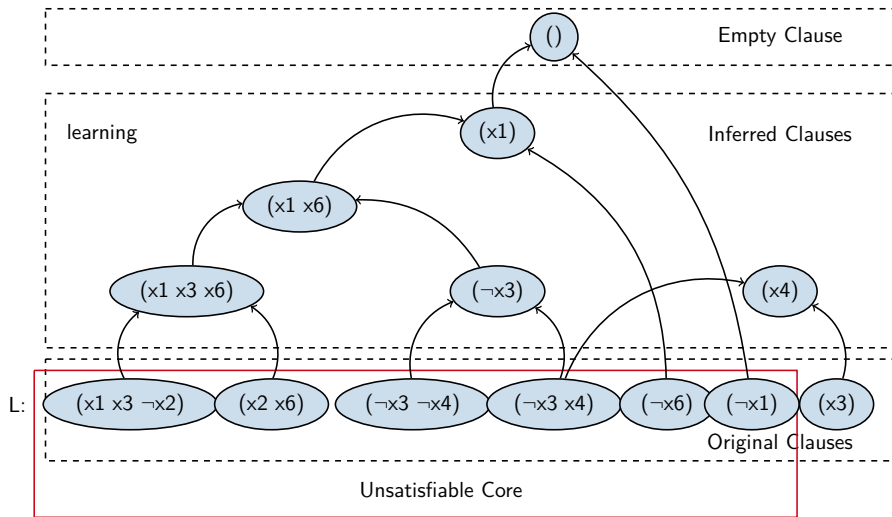 () Empty Clause
learning (x1) Inferred Clauses
(x1 x6)
(x1 x3 x6) (¬x3) (x4)
L: (x1 x3 ¬x2) (x2 x6) (¬x3 ¬x4) (¬x3 x4) (¬x6) (¬x1) (x3)
Original Clauses
Unsatisfiable Core